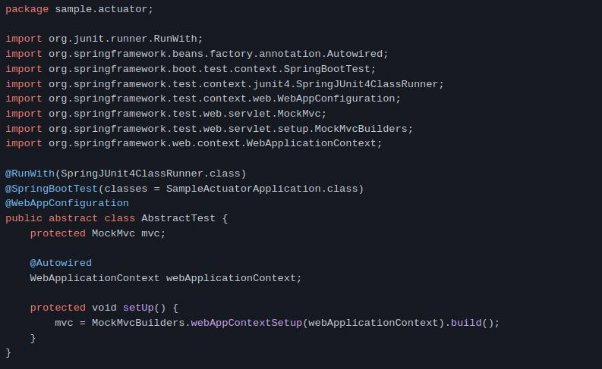 package sample.actuator;
import org.junit.runner.RunWith;
import org.springframework.beans.factory.annotation.Autowired;
import org.springframework.boot.test.context.SpringBootTest;
import org.springframework.test.context.junit4.SpringJUnit4ClassRunner;
import org.springframework.test.context.web.WebAppConfiguration;
import org.springframework.test.web.servlet.MockMvc;
import org.springframework.test.web.servlet.setup.MockMvcBuilders;
import org.springframework.web.context.WebApplicationContext;
@RunWith(SpringJUnit4ClassRunner.class)
@SpringBootTest(classes = SampleActuatorApplication.class)
@WebAppConfiguration
public abstract class AbstractTest {
    protected MockMvc mvc;
    @Autowired
    WebApplicationContext webApplicationContext;
    protected void setUp() {
        mvc = MockMvcBuilders.webAppContextSetup(webApplicationContext).build();
    }
}